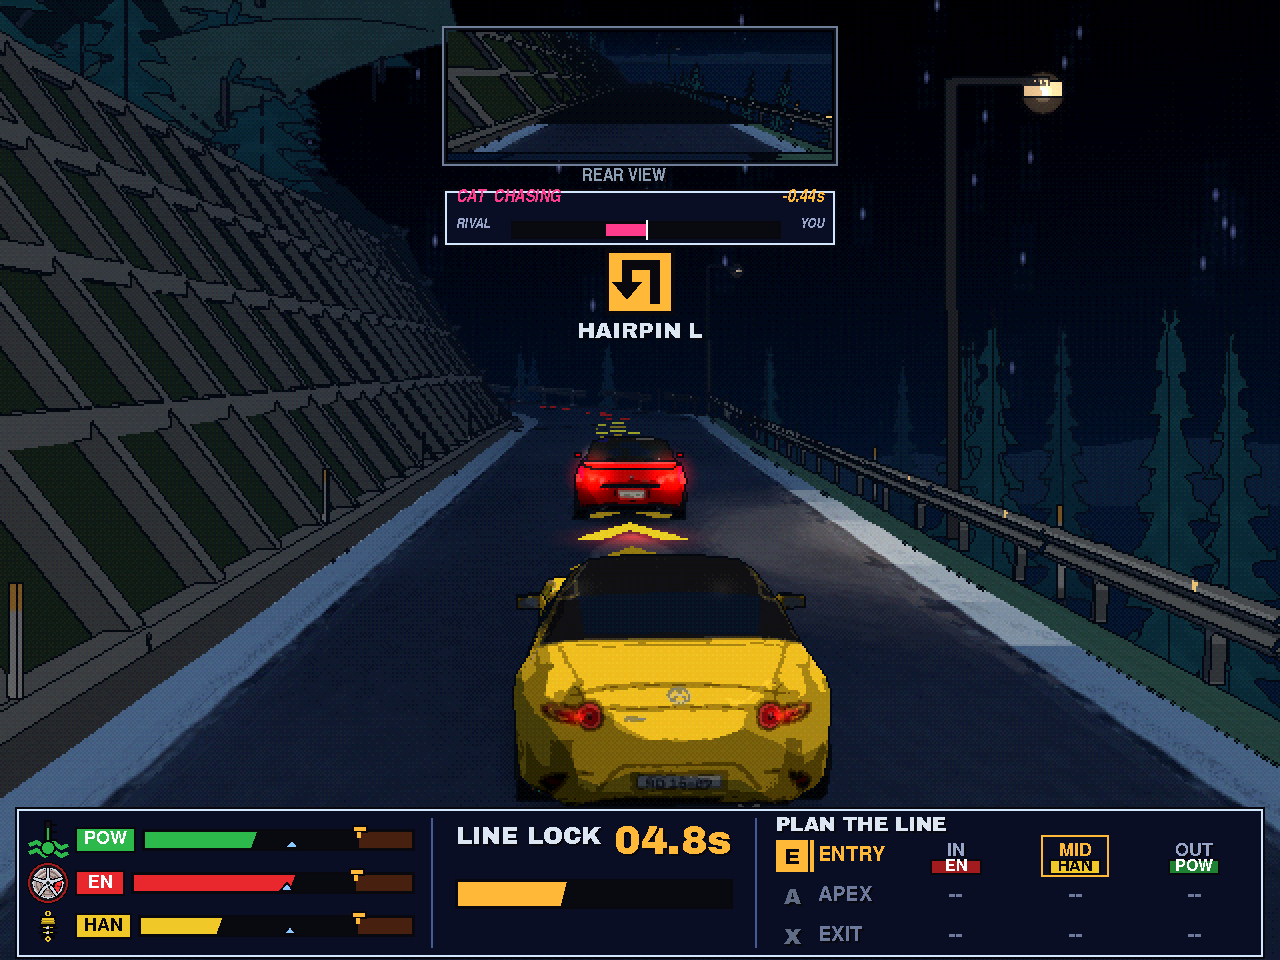 REAR VIEW
CAT CHASING -0.44s
RIVAL YOU
HAIRPIN L
POW
EN
HAN
LINE LOCK 04.8s
PLAN THE LINE
E ENTRY IN EN MID HAN OUT POW
A APEX -- -- --
X EXIT -- -- --